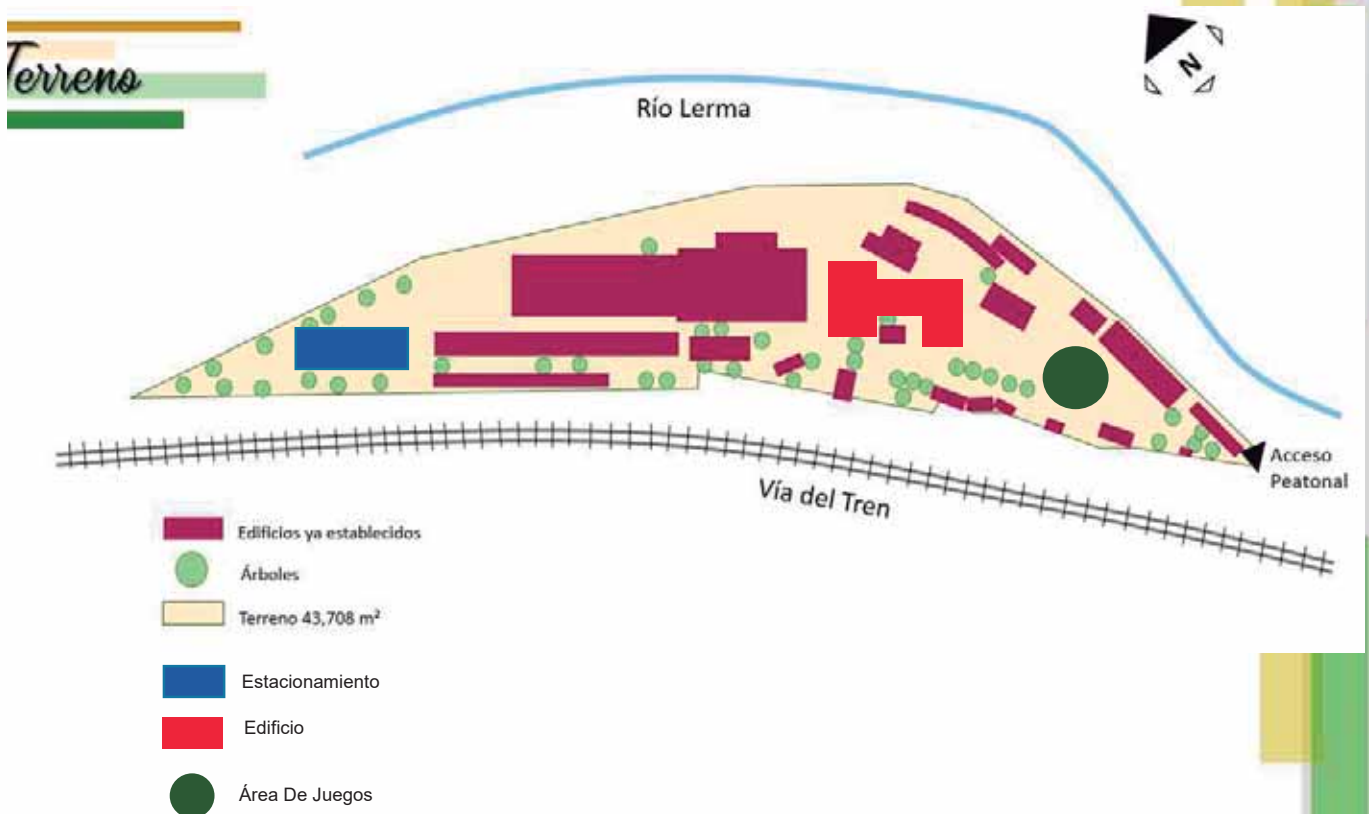 Terreno
N
Río Lerma
Acceso
Peatonal
Vía del Tren
Edificios ya establecidos
Árboles
Terreno 43,708 m²
Estacionamiento
Edificio
Área De Juegos